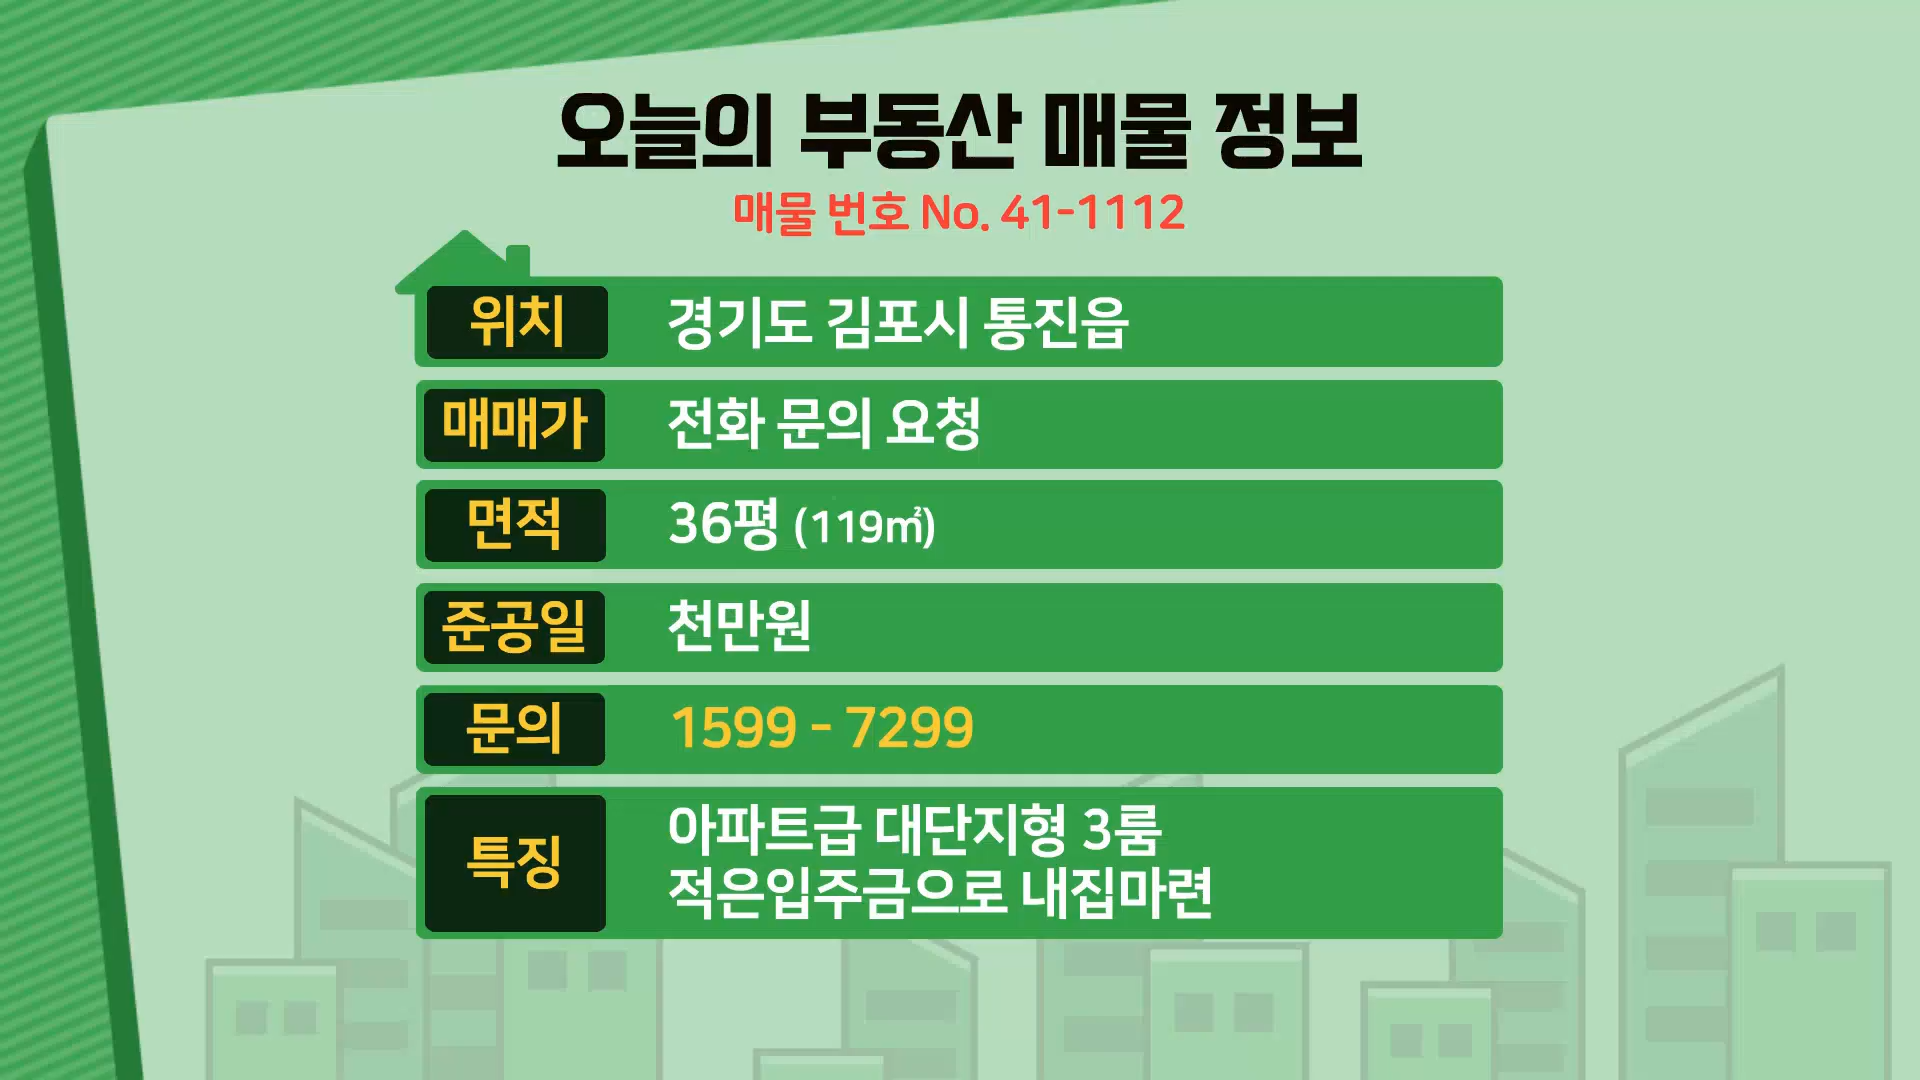 오늘의 부동산 매물 정보
매물 번호 No. 41-1112
위치 경기도 김포시 통진읍
매매가 전화 문의 요청
면적 36평 (119㎡)
준공일 천만원
문의 1599 - 7299
특징 아파트급 대단지형 3룸
적은입주금으로 내집마련